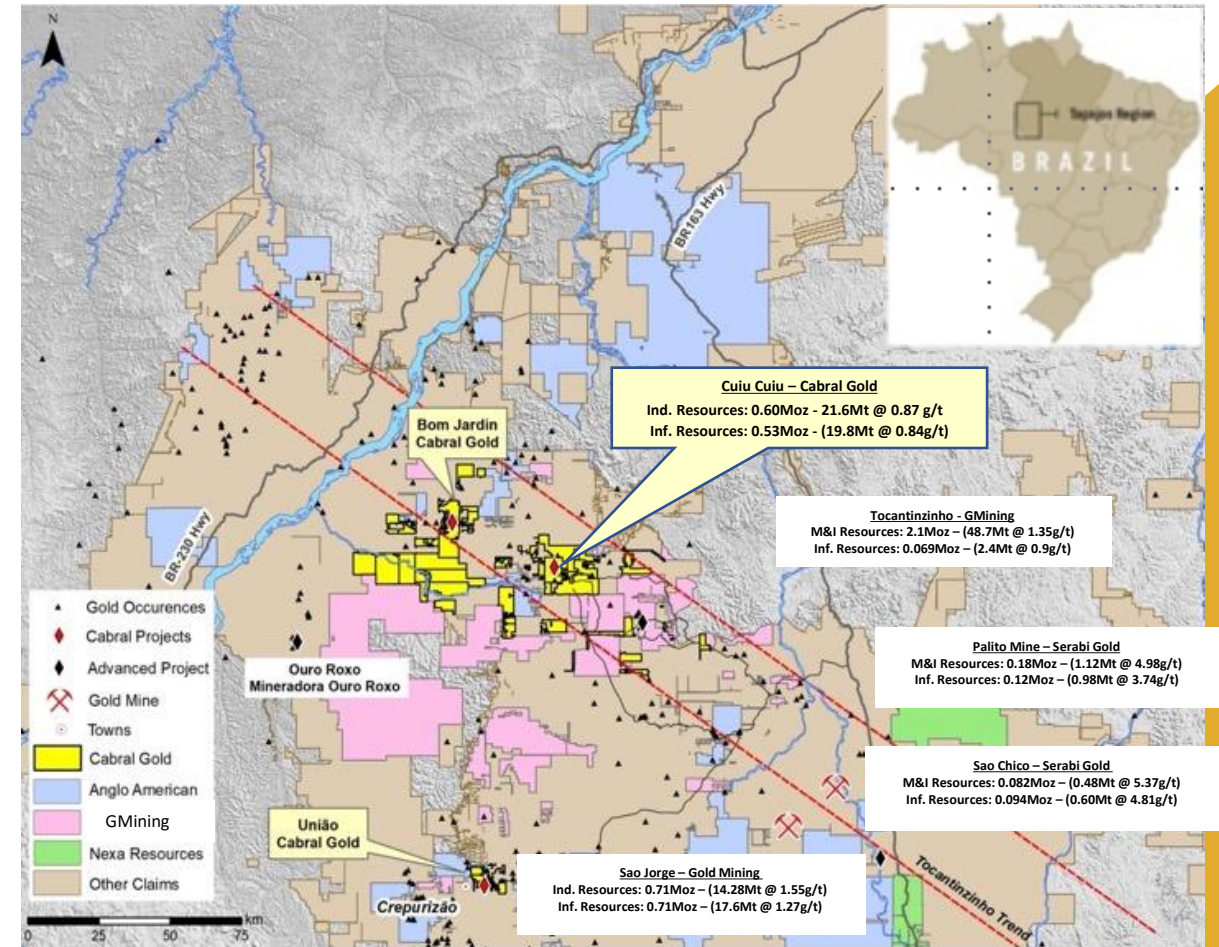 N
Tapajos Region
BRAZIL
BR163 Hwy
Cuiu Cuiu – Cabral Gold
Ind. Resources: 0.60Moz - 21.6Mt @ 0.87 g/t
Inf. Resources: 0.53Moz - (19.8Mt @ 0.84g/t)
Bom Jardin
Cabral Gold
Tocantinzinho - GMining
M&I Resources: 2.1Moz – (48.7Mt @ 1.35g/t)
Inf. Resources: 0.069Moz – (2.4Mt @ 0.9g/t)
BR-230 Hwy
Palito Mine – Serabi Gold
M&I Resources: 0.18Moz – (1.12Mt @ 4.98g/t)
Inf. Resources: 0.12Moz – (0.98Mt @ 3.74g/t)
Ouro Roxo
Mineradora Ouro Roxo
Sao Chico – Serabi Gold
M&I Resources: 0.082Moz – (0.48Mt @ 5.37g/t)
Inf. Resources: 0.094Moz – (0.60Mt @ 4.81g/t)
Gold Occurences
Cabral Projects
Advanced Project
Gold Mine
Towns
Cabral Gold
Anglo American
GMining
Nexa Resources
Other Claims
União
Cabral Gold
Sao Jorge – Gold Mining
Ind. Resources: 0.71Moz – (14.28Mt @ 1.55g/t)
Inf. Resources: 0.71Moz – (17.6Mt @ 1.27g/t)
Tocantinzinho Trend
Crepurizão
km
0 25 50 75